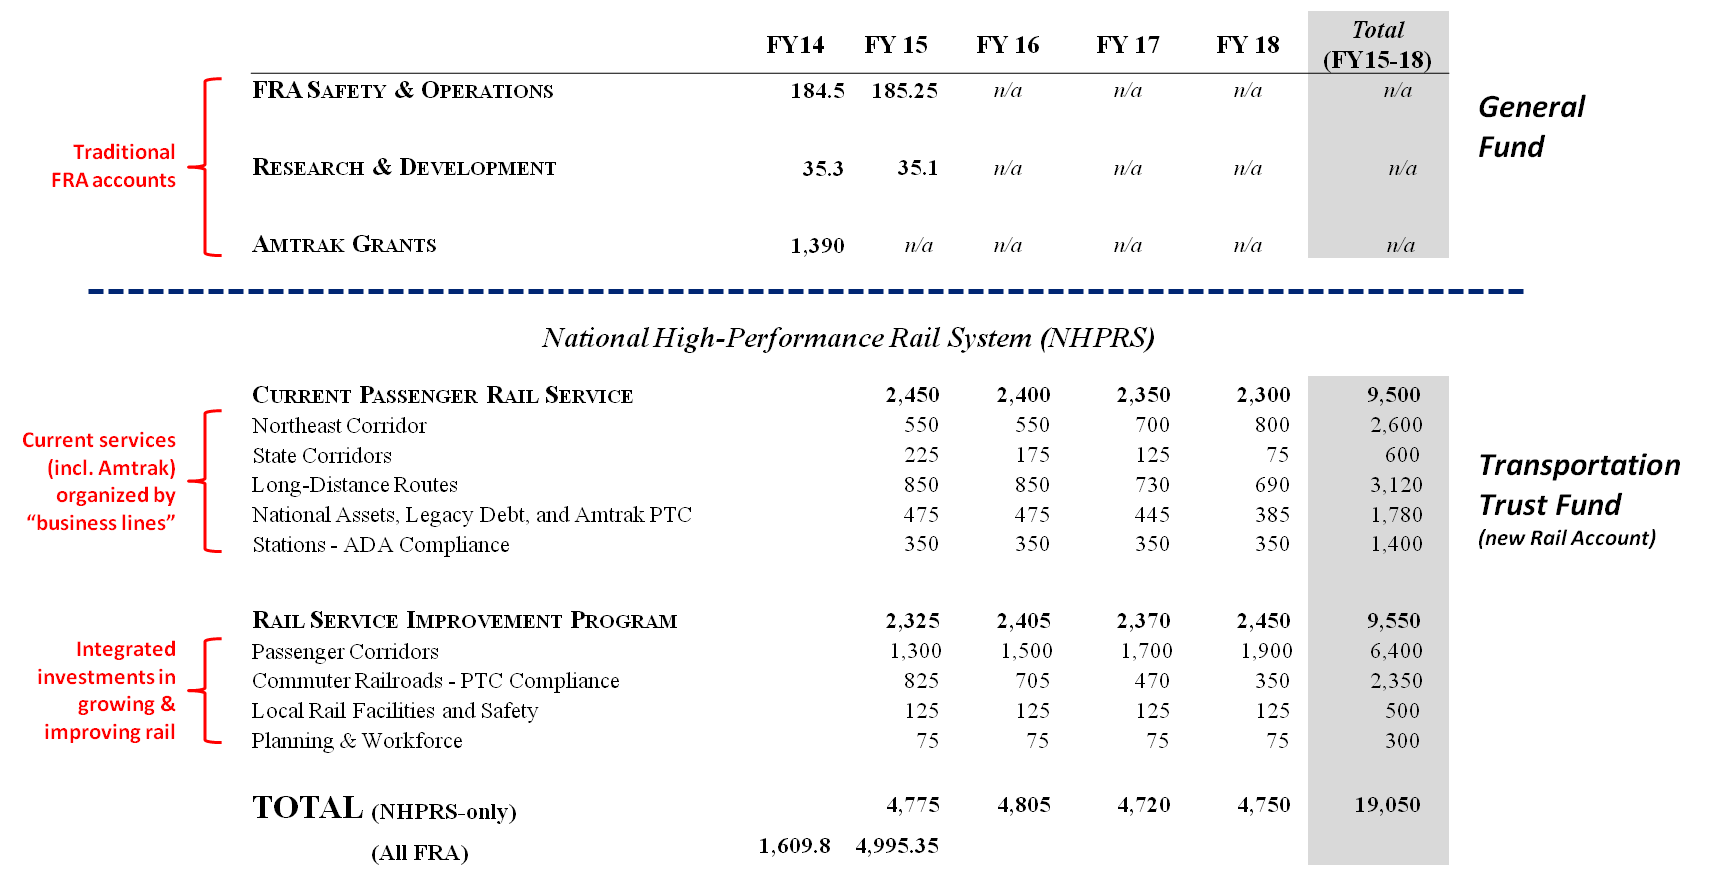 FY14 FY 15 FY 16 FY 17 FY 18 Total (FY15-18)
FRA SAFETY & OPERATIONS 184.5 185.25 n/a n/a n/a n/a
RESEARCH & DEVELOPMENT 35.3 35.1 n/a n/a n/a n/a
AMTRAK GRANTS 1,390 n/a n/a n/a n/a n/a
Traditional
FRA accounts
General
Fund
National High-Performance Rail System (NHPRS)
CURRENT PASSENGER RAIL SERVICE 2,450 2,400 2,350 2,300 9,500
Northeast Corridor 550 550 700 800 2,600
State Corridors 225 175 125 75 600
Long-Distance Routes 850 850 730 690 3,120
National Assets, Legacy Debt, and Amtrak PTC 475 475 445 385 1,780
Stations - ADA Compliance 350 350 350 350 1,400
Current services
(incl. Amtrak)
organized by
“business lines”
Transportation
Trust Fund
(new Rail Account)
RAIL SERVICE IMPROVEMENT PROGRAM 2,325 2,405 2,370 2,450 9,550
Passenger Corridors 1,300 1,500 1,700 1,900 6,400
Commuter Railroads - PTC Compliance 825 705 470 350 2,350
Local Rail Facilities and Safety 125 125 125 125 500
Planning & Workforce 75 75 75 75 300
Integrated
investments in
growing &
improving rail
TOTAL (NHPRS-only) 4,775 4,805 4,720 4,750 19,050
(All FRA) 1,609.8 4,995.35